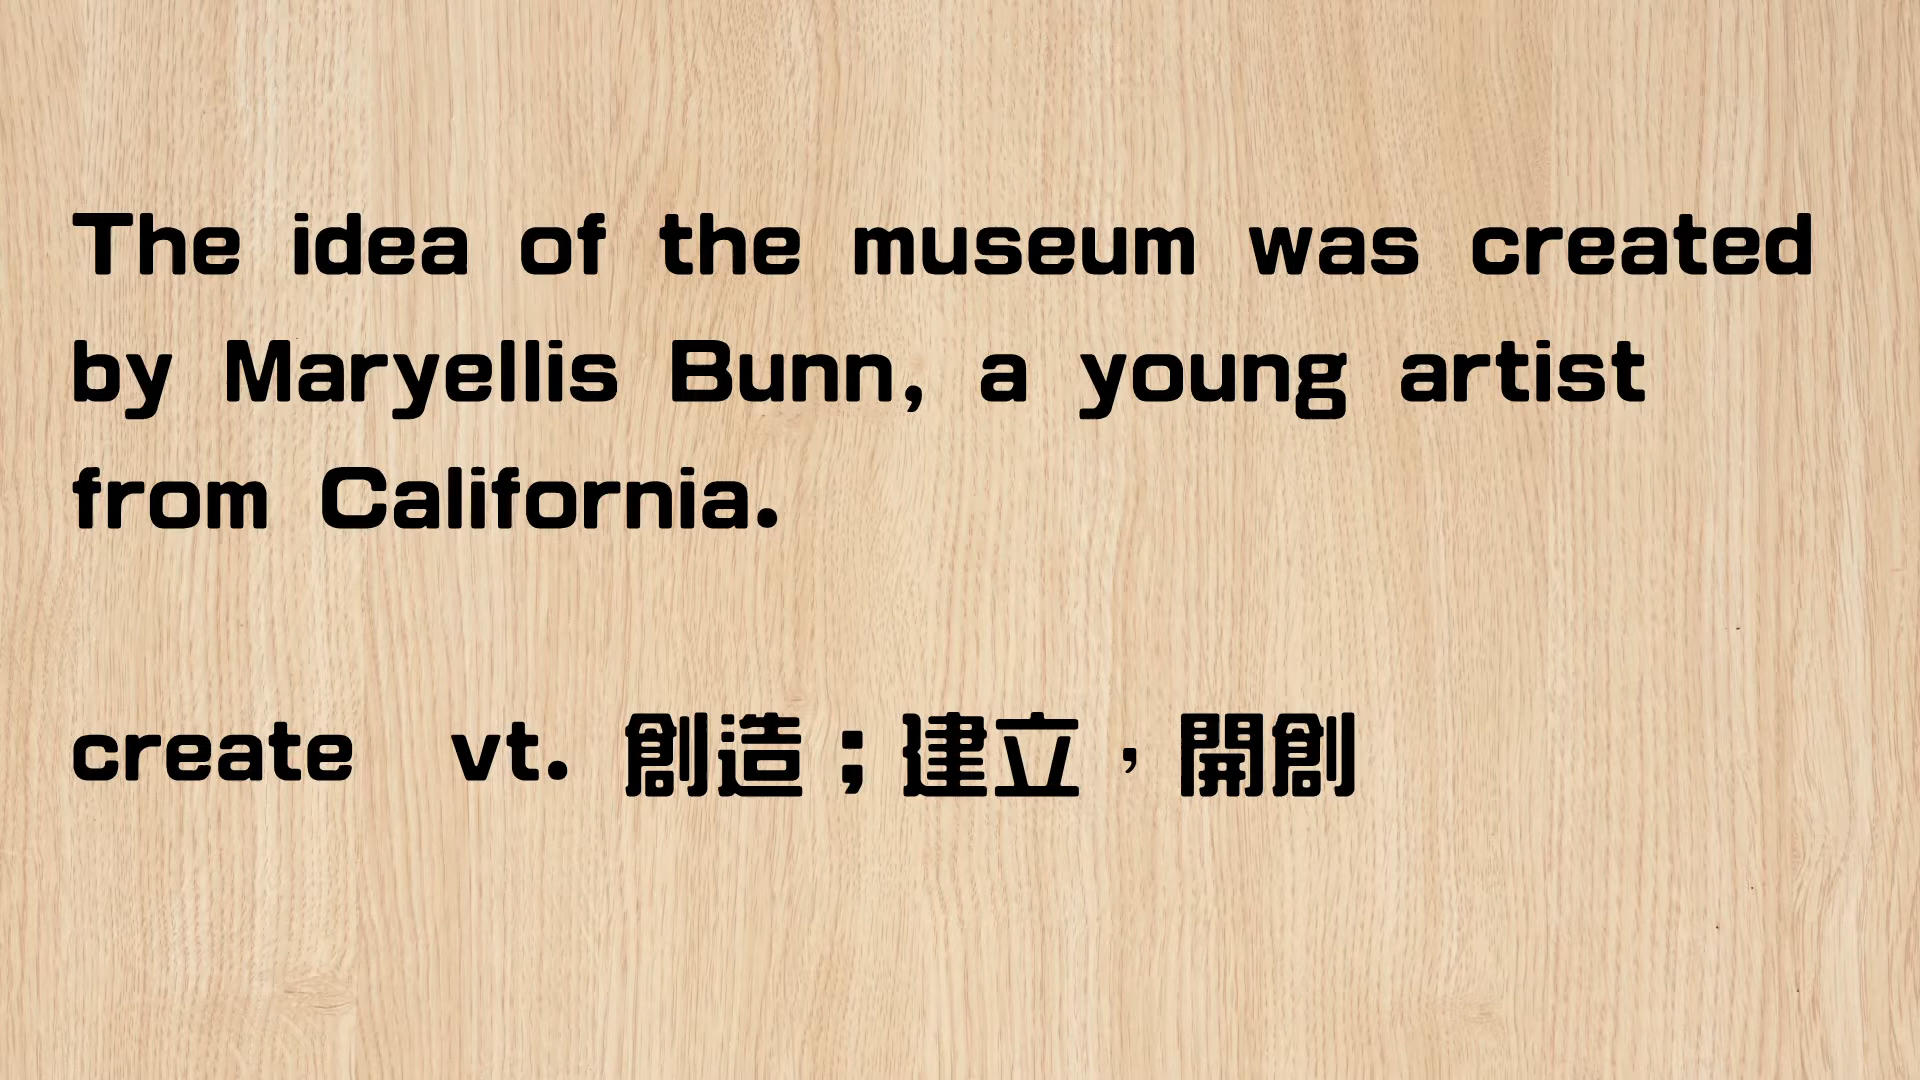 The idea of the museum was created
by Maryellis Bunn, a young artist
from California.
create vt. 創造；建立，開創